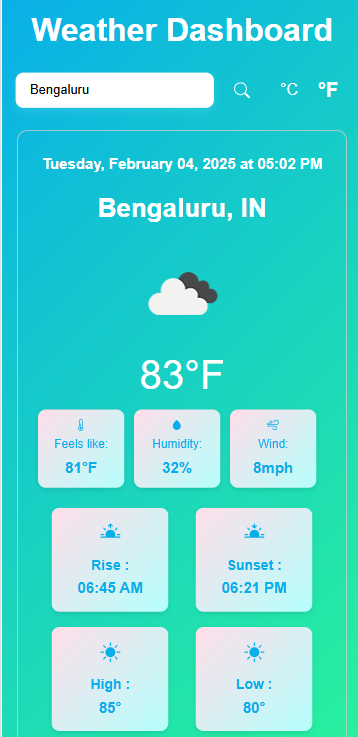 Weather Dashboard
Bengaluru °C °F
Tuesday, February 04, 2025 at 05:02 PM
Bengaluru, IN
83°F
Feels like: Humidity: Wind:
81°F 32% 8mph
Rise : Sunset :
06:45 AM 06:21 PM
High : Low :
85° 80°